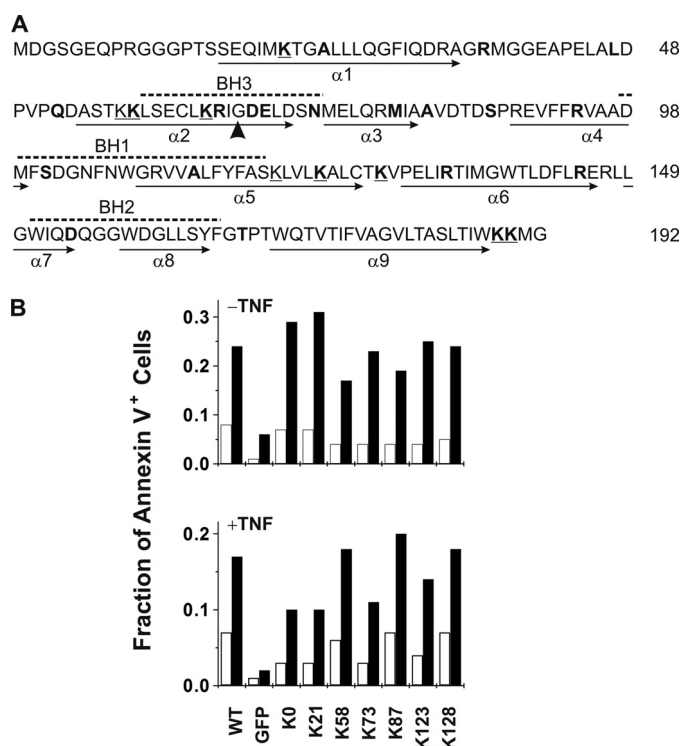 A
MDGSGEQPRGGGPTSSEQIMKTGALLLQGFIQDRAGRMGGEAPELALD 48
α1
BH3
PVPQDASTKKLSECLKRIGDELDSNMELQRMIAAVDTDSPREVFFRVAAD 98
α2 α3 α4
BH1
MFSDGNFNWGRVVALFYFASKLVLKALCTKVPELIRTIMGWTLDFLRERLL 149
α5 α6
BH2
GWIQDQGGWDGLLSYFGTPTWQTVTIFVAGVLTASLTIWKKMG 192
α7 α8 α9
B
Fraction of Annexin V+ Cells
−TNF
0.3
0.2
0.1
0.0
+TNF
0.2
0.1
0.0
WT GFP K0 K21 K58 K73 K87 K123 K128